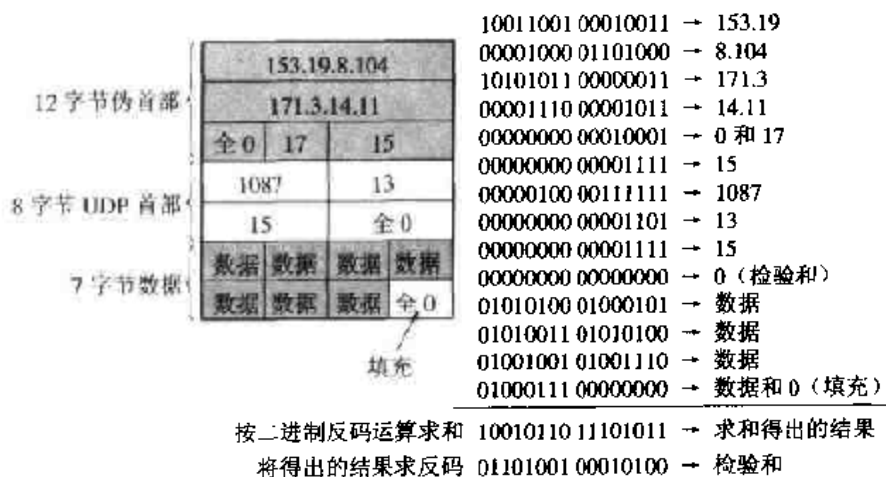 12 字节伪首部
153.19.8.104
171.3.14.11
全 0 17 15
8 字节 UDP 首部
1087 13
15 全 0
7 字节数据
数据 数据 数据 数据
数据 数据 数据 全 0
填充
10011001 00010011 → 153.19
00001000 01101000 → 8.104
10101011 00000011 → 171.3
00001110 00001011 → 14.11
00000000 00010001 → 0 和 17
00000000 00001111 → 15
00000100 00111111 → 1087
00000000 00001101 → 13
00000000 00001111 → 15
00000000 00000000 → 0（检验和）
01010100 01000101 → 数据
01010011 01010100 → 数据
01001001 01001110 → 数据
01000111 00000000 → 数据和 0（填充）
按二进制反码运算求和 10010110 11101011 → 求和得出的结果
将得出的结果求反码 01101001 00010100 → 检验和